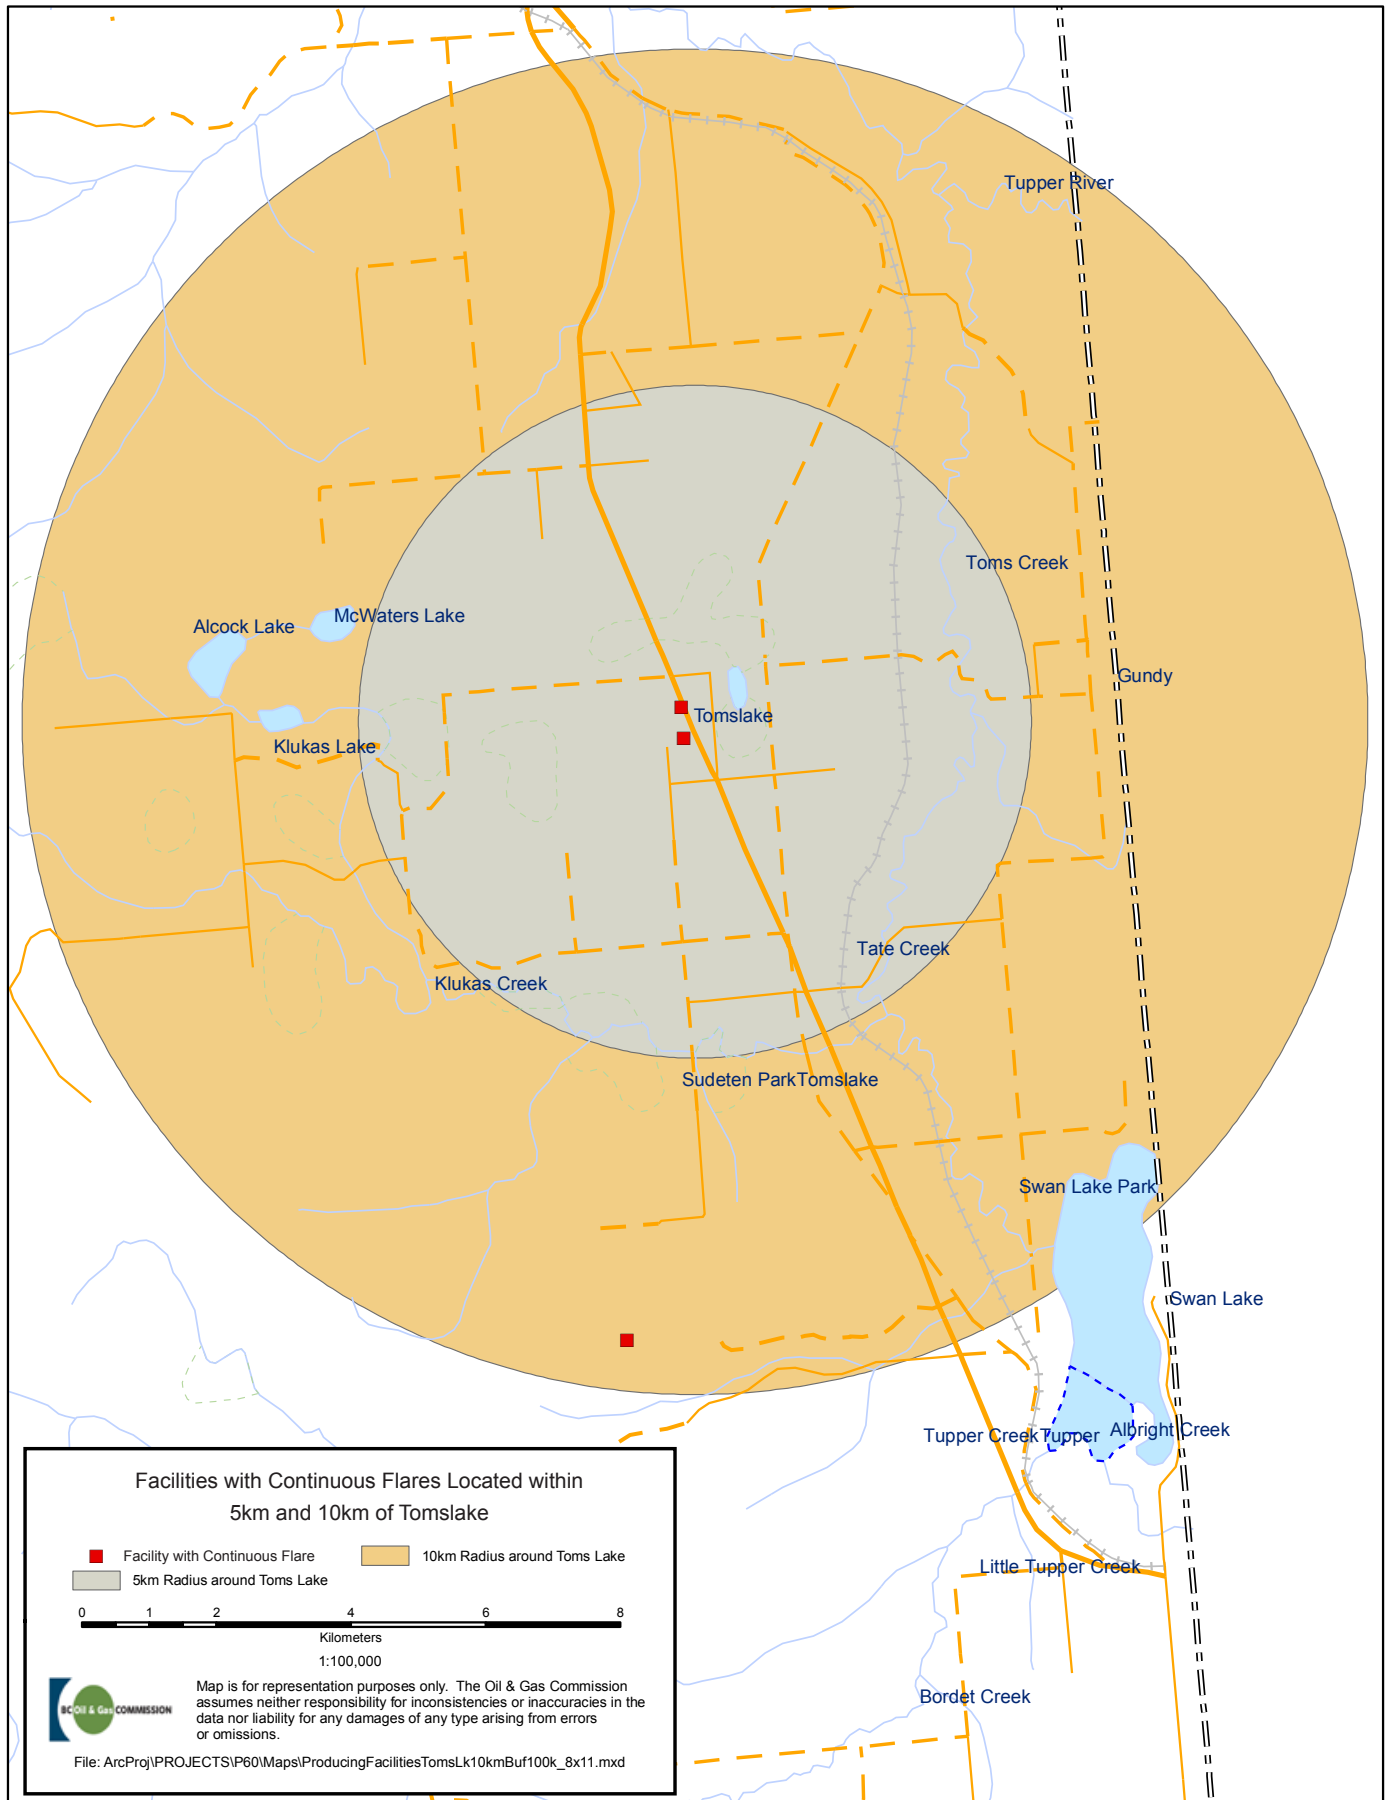 Tupper River
Toms Creek
McWaters Lake
Alcock Lake
Gundy
Tomslake
Klukas Lake
Tate Creek
Klukas Creek
Sudeten Park
Tomslake
Swan Lake Park
Swan Lake
Albright Creek
Tupper Creek
Tupper
Facilities with Continuous Flares Located within
5km and 10km of Tomslake
Facility with Continuous Flare
10km Radius around Toms Lake
5km Radius around Toms Lake
0 1 2 4 6 8
Kilometers
1:100,000
BC Oil & Gas COMMISSION
Map is for representation purposes only. The Oil & Gas Commission
assumes neither responsibility for inconsistencies or inaccuracies in the
data nor liability for any damages of any type arising from errors
or omissions.
File: ArcProj\PROJECTS\P60\Maps\ProducingFacilitiesTomsLk10kmBuf100k_8x11.mxd
Little Tupper Creek
Bordet Creek